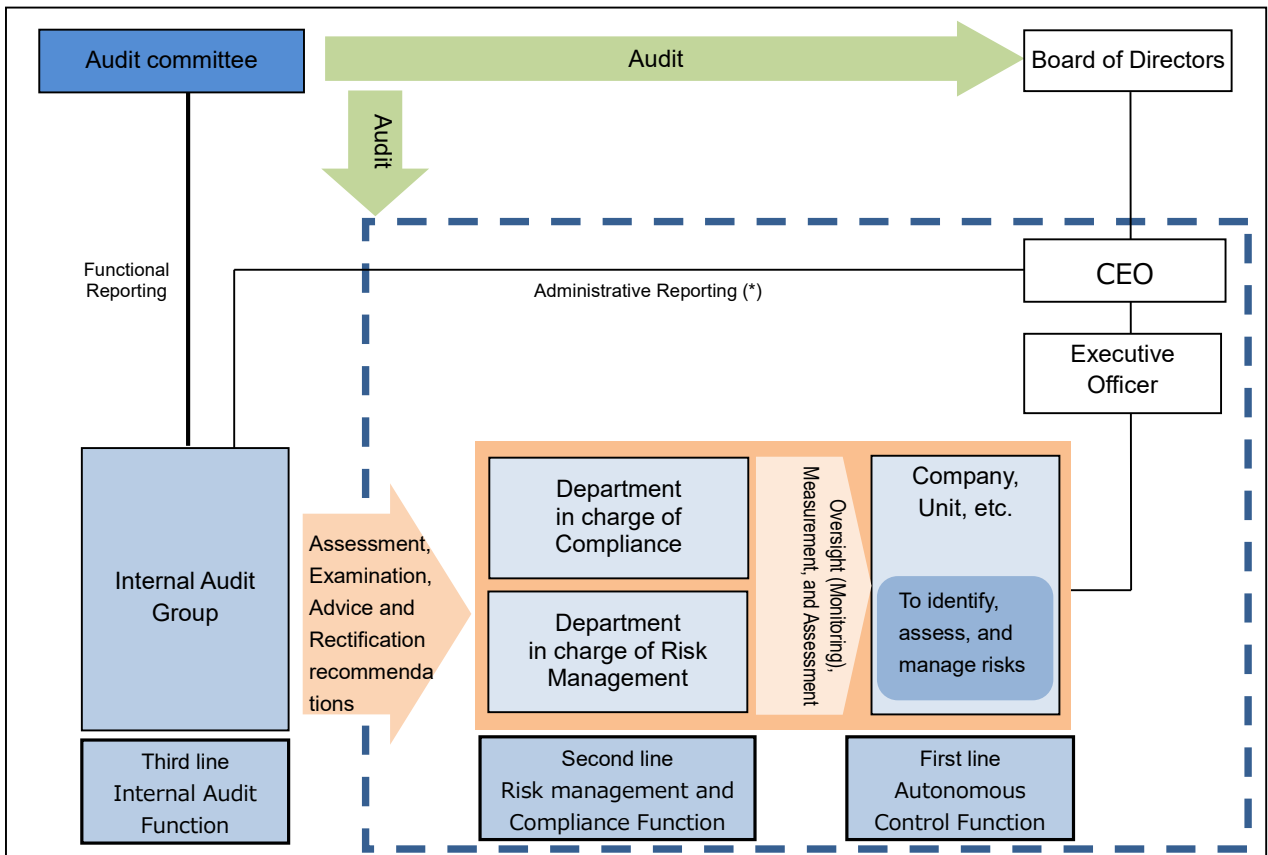 Audit committee
Audit
Board of Directors
Audit
Functional
Reporting
Administrative Reporting (*)
CEO
Executive
Officer
Internal Audit
Group
Assessment,
Examination,
Advice and
Rectification
recommenda
tions
Department
in charge of
Compliance
Department
in charge of Risk
Management
Oversight (Monitoring),
Measurement, and Assessment
Company,
Unit, etc.
To identify,
assess, and
manage risks
Third line
Internal Audit
Function
Second line
Risk management and
Compliance Function
First line
Autonomous
Control Function